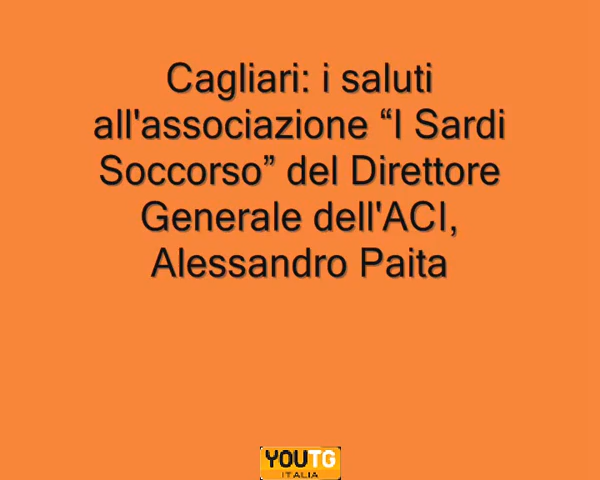 Cagliari: i saluti
all'associazione “I Sardi
Soccorso” del Direttore
Generale dell'ACI,
Alessandro Paita
YOUTG
ITALIA